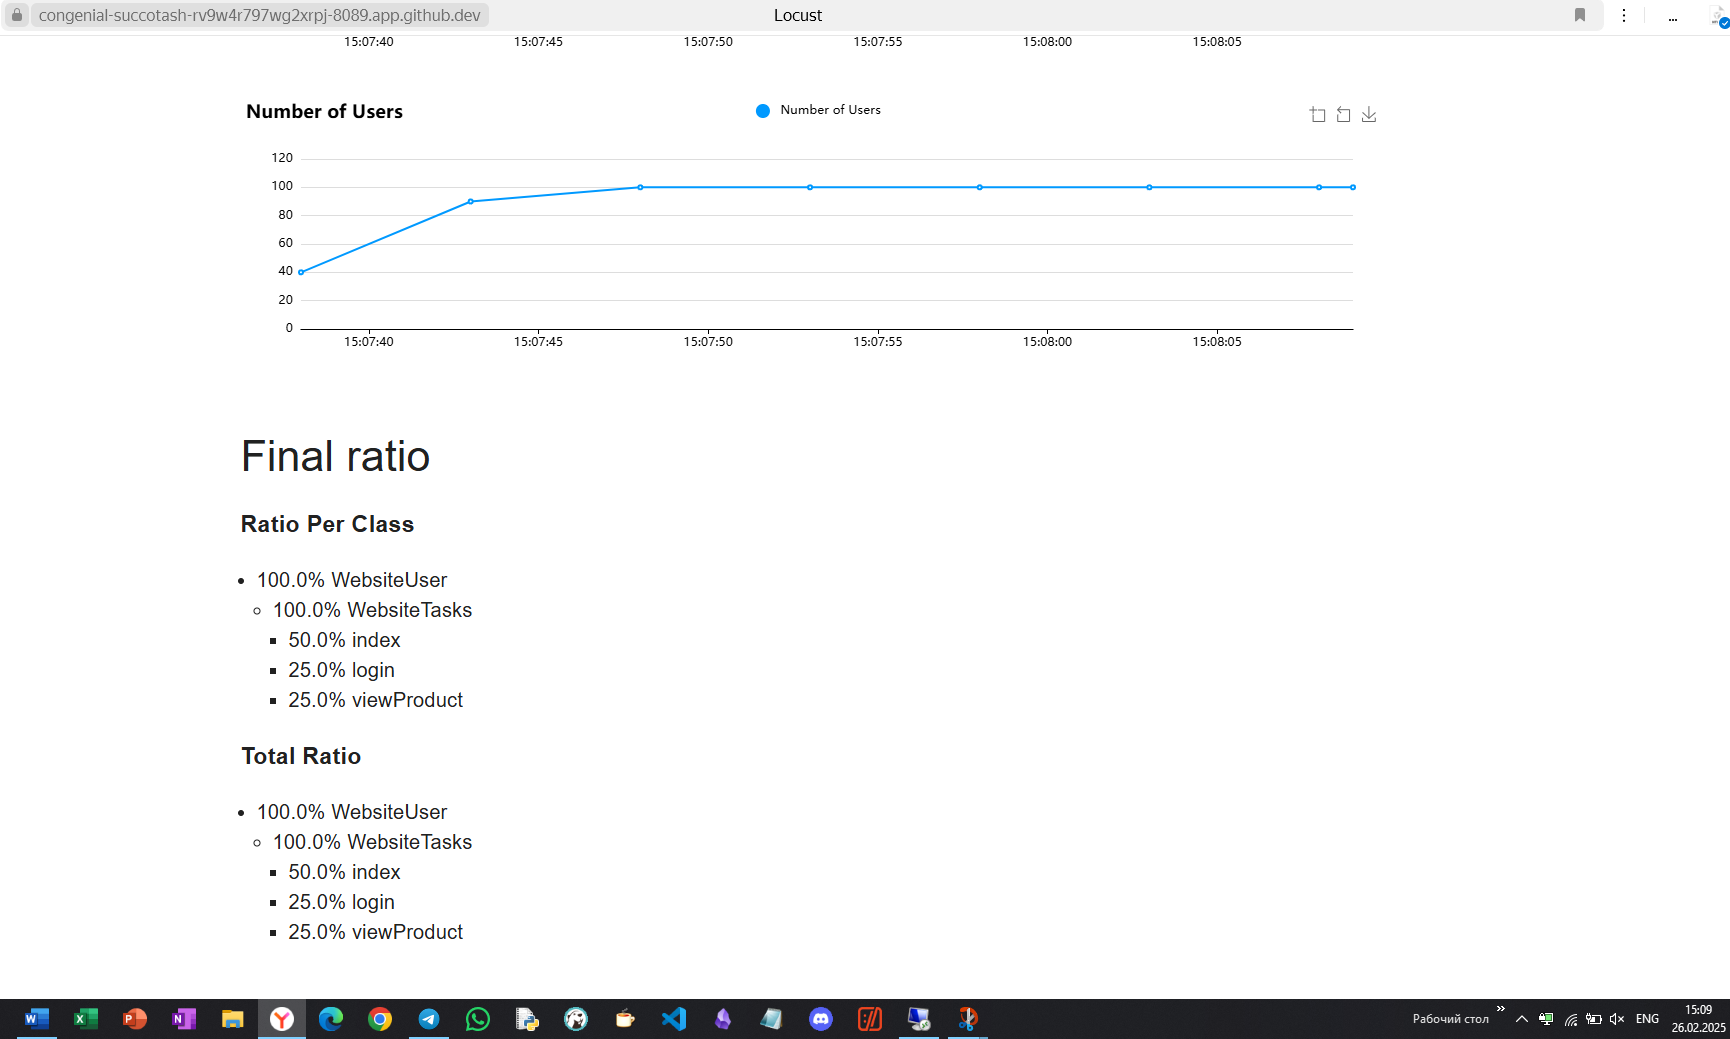 congenial-succotash-rv9w4r797wg2xrpj-8089.app.github.dev
Locust
15:07:40 15:07:45 15:07:50 15:07:55 15:08:00 15:08:05
Number of Users
Number of Users
120
100
80
60
40
20
0
15:07:40 15:07:45 15:07:50 15:07:55 15:08:00 15:08:05
Final ratio
Ratio Per Class
100.0% WebsiteUser
100.0% WebsiteTasks
50.0% index
25.0% login
25.0% viewProduct
Total Ratio
100.0% WebsiteUser
100.0% WebsiteTasks
50.0% index
25.0% login
25.0% viewProduct
Рабочий стол
ENG
15:09
26.02.2025